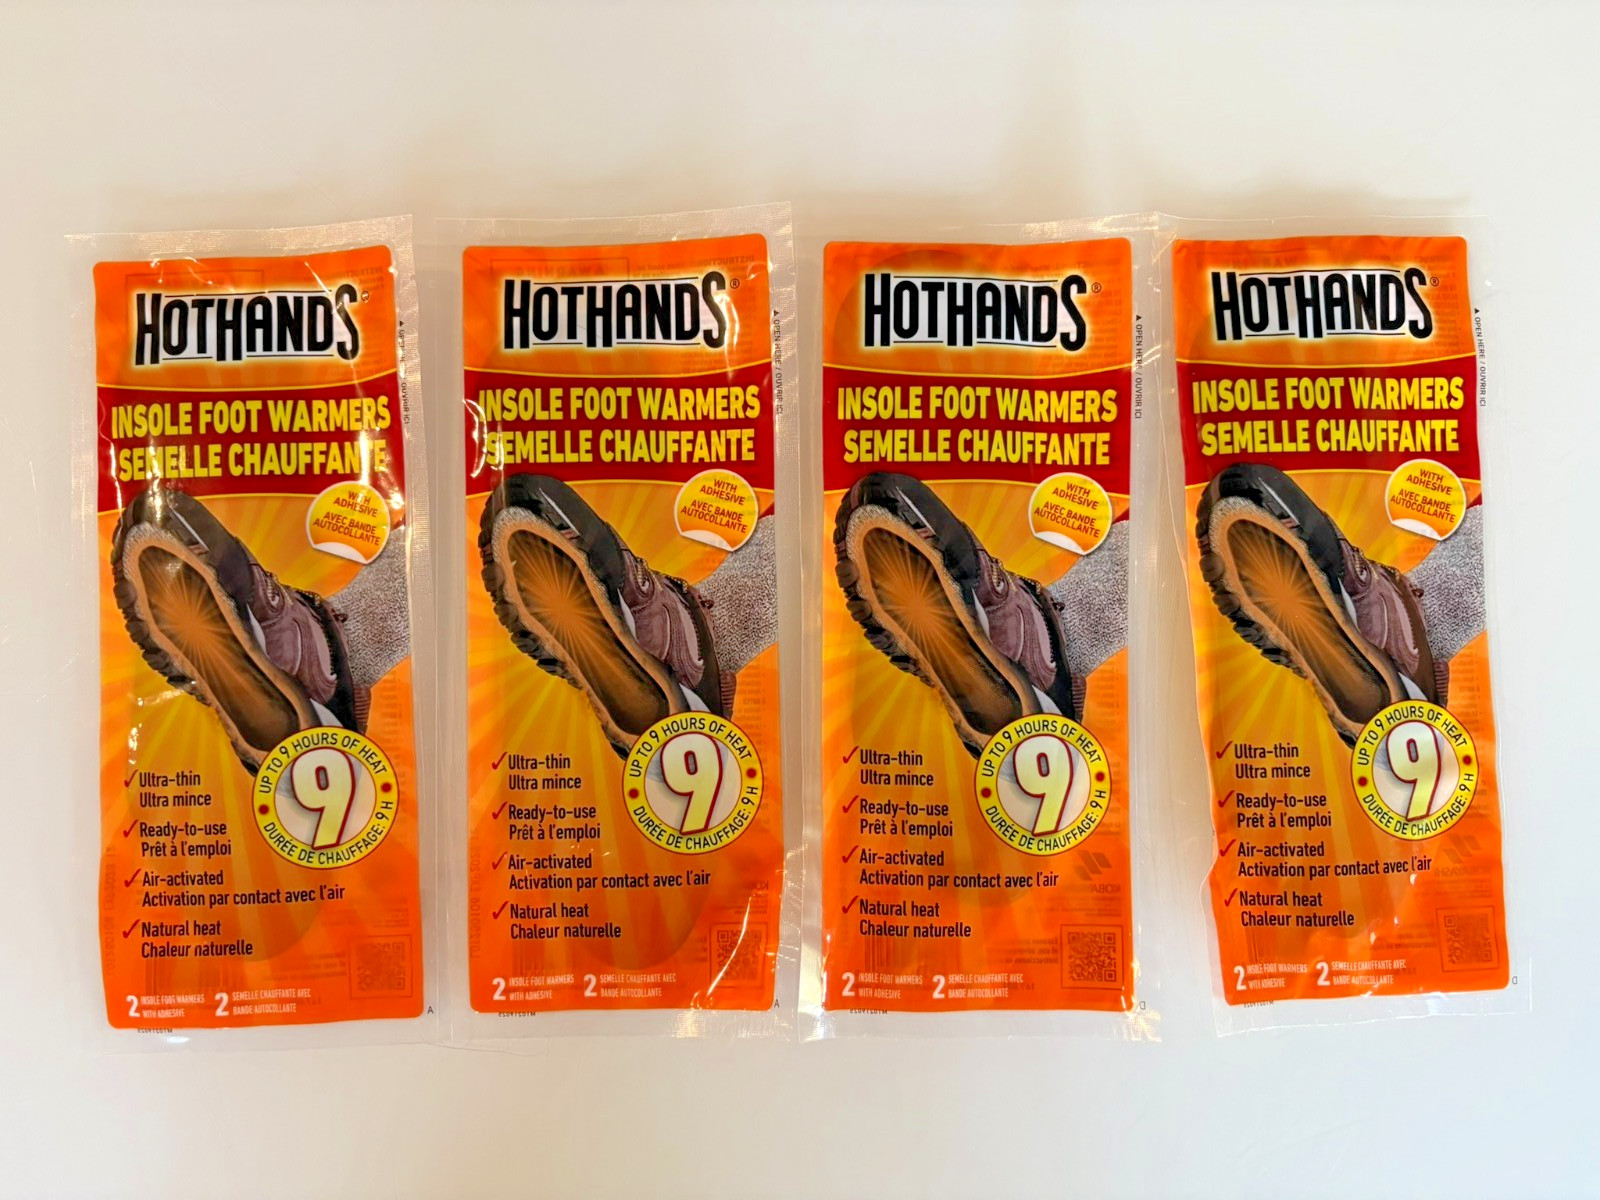 HOTHANDS®
▲ OPEN HERE / OUVRIR ICI
INSOLE FOOT WARMERS
SEMELLE CHAUFFANTE
WITH
ADHESIVE
AVEC BANDE
AUTOCOLLANTE
UP TO 9 HOURS OF HEAT
9
DURÉE DE CHAUFFAGE: 9 H
✓Ultra-thin
Ultra mince
✓Ready-to-use
Prêt à l'emploi
✓Air-activated
Activation par contact avec l'air
✓Natural heat
Chaleur naturelle
2 INSOLE FOOT WARMERS
WITH ADHESIVE
2 SEMELLE CHAUFFANTE AVEC
BANDE AUTOCOLLANTE
A
HOTHANDS®
▲ OPEN HERE / OUVRIR ICI
INSOLE FOOT WARMERS
SEMELLE CHAUFFANTE
WITH
ADHESIVE
AVEC BANDE
AUTOCOLLANTE
UP TO 9 HOURS OF HEAT
9
DURÉE DE CHAUFFAGE: 9 H
✓Ultra-thin
Ultra mince
✓Ready-to-use
Prêt à l'emploi
✓Air-activated
Activation par contact avec l'air
✓Natural heat
Chaleur naturelle
2 INSOLE FOOT WARMERS
WITH ADHESIVE
2 SEMELLE CHAUFFANTE AVEC
BANDE AUTOCOLLANTE
A
HOTHANDS®
▲ OPEN HERE / OUVRIR ICI
INSOLE FOOT WARMERS
SEMELLE CHAUFFANTE
WITH
ADHESIVE
AVEC BANDE
AUTOCOLLANTE
UP TO 9 HOURS OF HEAT
9
DURÉE DE CHAUFFAGE: 9 H
✓Ultra-thin
Ultra mince
✓Ready-to-use
Prêt à l'emploi
✓Air-activated
Activation par contact avec l'air
✓Natural heat
Chaleur naturelle
2 INSOLE FOOT WARMERS
WITH ADHESIVE
2 SEMELLE CHAUFFANTE AVEC
BANDE AUTOCOLLANTE
D
HOTHANDS®
▲ OPEN HERE / OUVRIR ICI
INSOLE FOOT WARMERS
SEMELLE CHAUFFANTE
WITH
ADHESIVE
AVEC BANDE
AUTOCOLLANTE
UP TO 9 HOURS OF HEAT
9
DURÉE DE CHAUFFAGE: 9 H
✓Ultra-thin
Ultra mince
✓Ready-to-use
Prêt à l'emploi
✓Air-activated
Activation par contact avec l'air
✓Natural heat
Chaleur naturelle
2 INSOLE FOOT WARMERS
WITH ADHESIVE
2 SEMELLE CHAUFFANTE AVEC
BANDE AUTOCOLLANTE
D